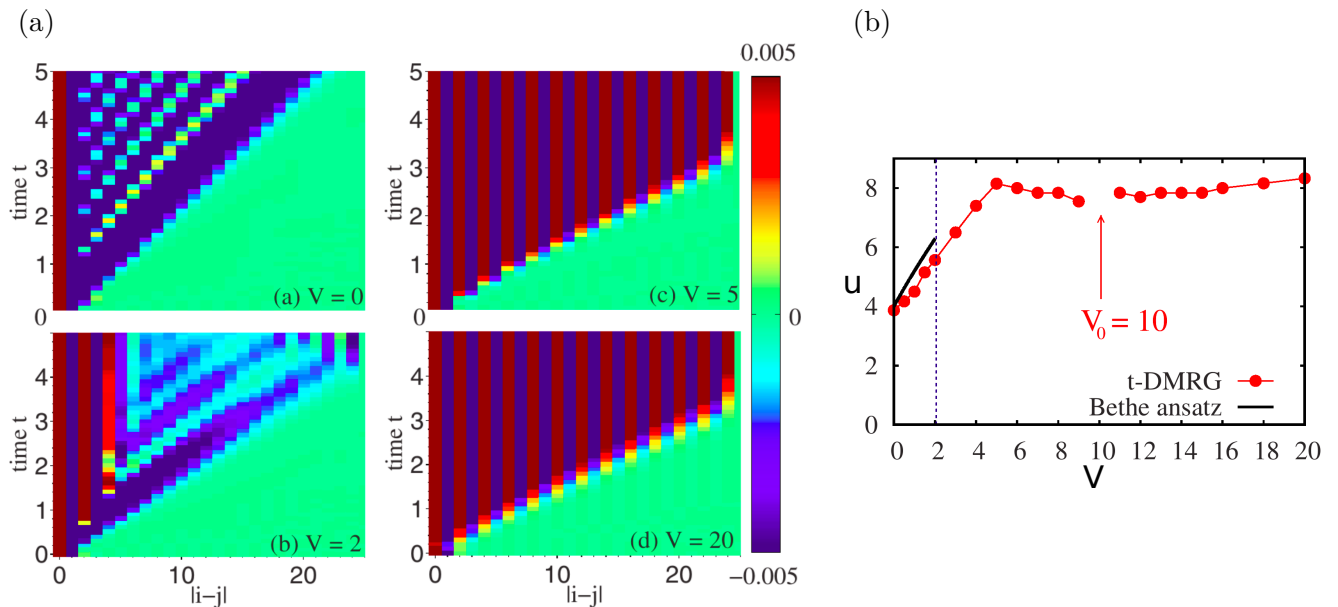 (a)
(b)
5
4
3
2
1
0
time t
(a) V = 0
(c) V = 5
0.005
0
−0.005
4
3
2
1
0
time t
0
10
20
|i−j|
(b) V = 2
5
4
3
2
1
0
time t
4
3
2
1
0
time t
0
10
20
|i−j|
(d) V = 20
8
6
4
2
0
u
V₀ = 10
t-DMRG
Bethe ansatz
0 2 4 6 8 10 12 14 16 18 20
V